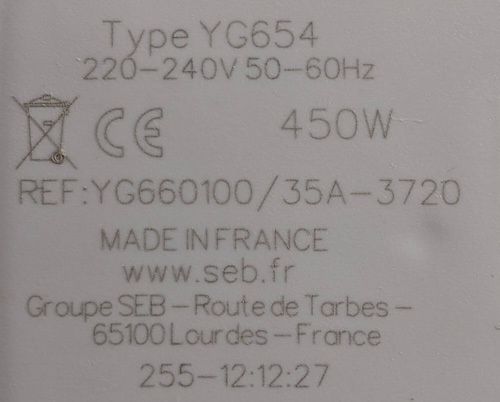 Type YG654
220-240V 50-60Hz
CE 450W
REF:YG660100/35A-3720
MADE IN FRANCE
www.seb.fr
Groupe SEB – Route de Tarbes –
65100 Lourdes – France
255-12:12:27